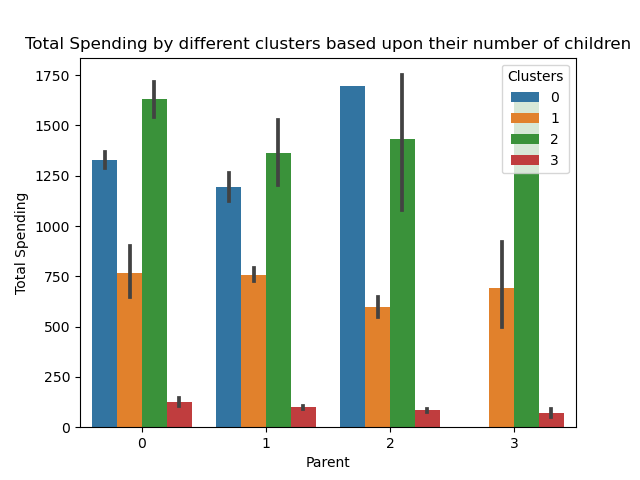 Total Spending by different clusters based upon their number of children
Clusters
0
1
2
3
1750
1500
1250
1000
750
500
250
0
Total Spending
0 1 2 3
Parent